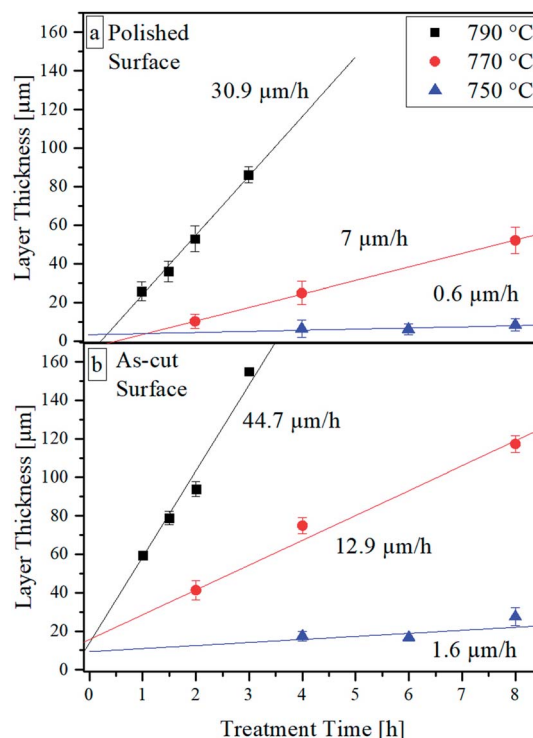 a Polished
Surface
790 °C
770 °C
750 °C
30.9 µm/h
7 µm/h
0.6 µm/h
Layer Thickness [µm]
160
140
120
100
80
60
40
20
0
b As-cut
Surface
44.7 µm/h
12.9 µm/h
1.6 µm/h
Layer Thickness [µm]
160
140
120
100
80
60
40
20
0
0 1 2 3 4 5 6 7 8
Treatment Time [h]